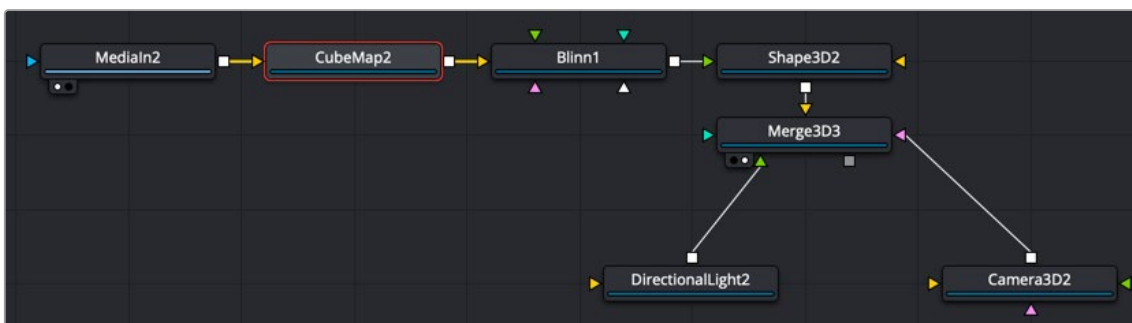 MediaIn2
CubeMap2
Blinn1
Shape3D2
Merge3D3
DirectionalLight2
Camera3D2